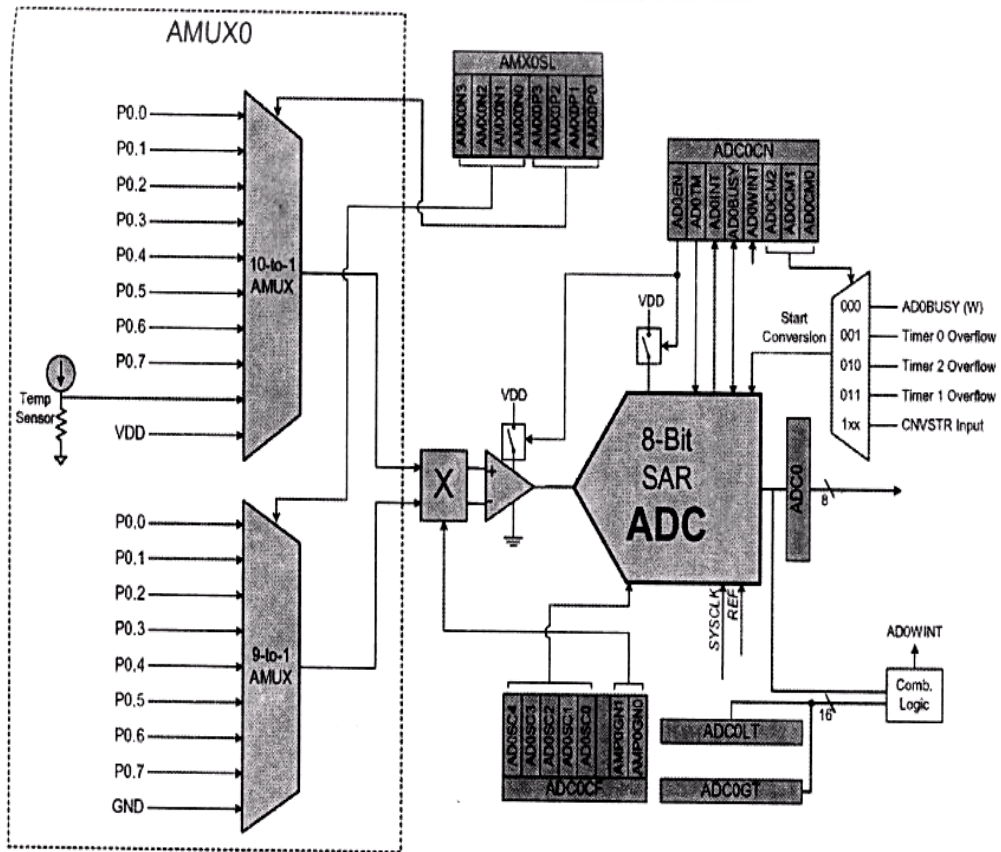 AMUX0
P0.0
P0.1
P0.2
P0.3
P0.4
P0.5
P0.6
P0.7
Temp
Sensor
VDD
10-to-1
AMUX
P0.0
P0.1
P0.2
P0.3
P0.4
P0.5
P0.6
P0.7
GND
9-to-1
AMUX
AMX0SL
AMX0N3
AMX0N2
AMX0N1
AMX0N0
AMX0P3
AMX0P2
AMX0P1
AMX0P0
ADC0CN
AD0EN
AD0TM
AD0INT
AD0BUSY
AD0WINT
AD0CM2
AD0CM1
AD0CM0
VDD
Start
Conversion
000
001
010
011
1xx
AD0BUSY (W)
Timer 0 Overflow
Timer 2 Overflow
Timer 1 Overflow
CNVSTR Input
VDD
X
+
-
8-Bit
SAR
ADC
ADC0
8
SYSCLK
REF
AD0WINT
Comb.
Logic
16
AD0SC4
AD0SC3
AD0SC2
AD0SC1
AD0SC0
AMP0GN1
AMP0GN0
ADC0CF
ADC0LT
ADC0GT